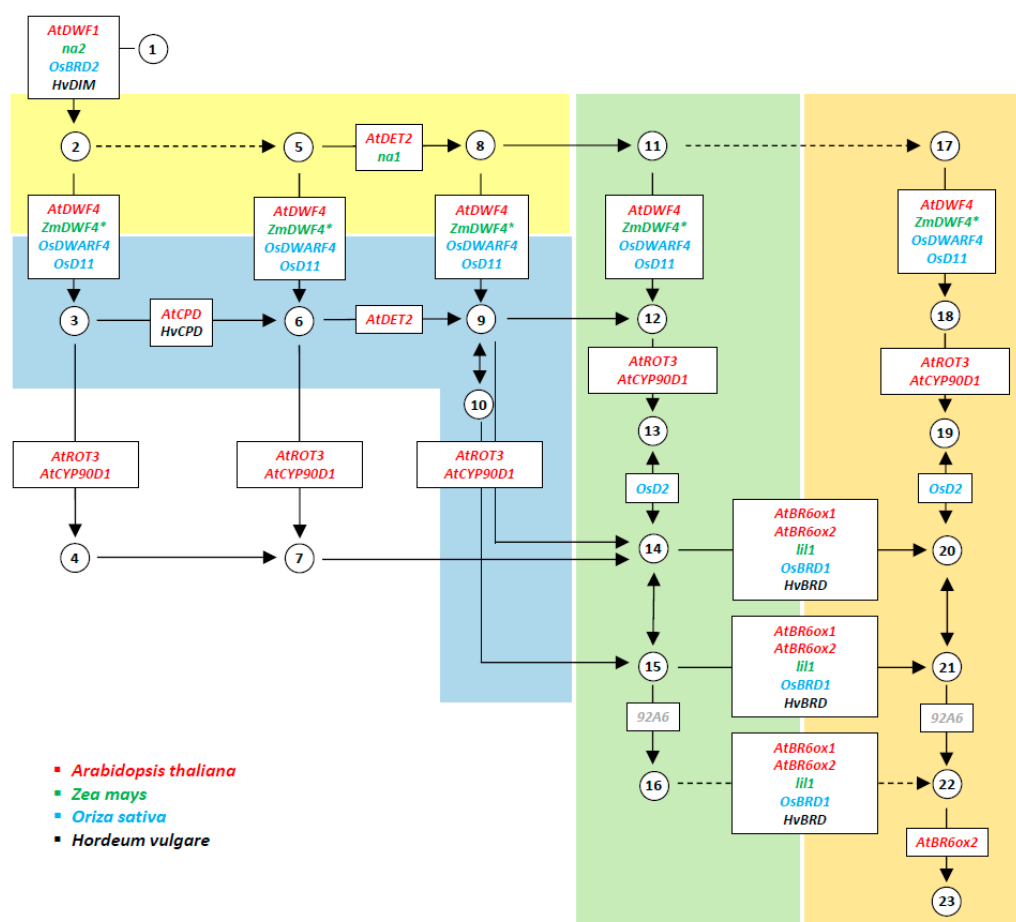 AtDWF1
na2
OsBRD2
HvDIM
1
2
5
AtDET2
na1
8
11
17
AtDWF4
ZmDWF4*
OsDWARF4
OsD11
AtDWF4
ZmDWF4*
OsDWARF4
OsD11
AtDWF4
ZmDWF4*
OsDWARF4
OsD11
AtDWF4
ZmDWF4*
OsDWARF4
OsD11
AtDWF4
ZmDWF4*
OsDWARF4
OsD11
3
AtCPD
HvCPD
6
AtDET2
9
12
18
AtROT3
AtCYP90D1
AtROT3
AtCYP90D1
10
13
19
AtROT3
AtCYP90D1
AtROT3
AtCYP90D1
AtROT3
AtCYP90D1
OsD2
OsD2
4
7
14
AtBR6ox1
AtBR6ox2
lil1
OsBRD1
HvBRD
20
15
AtBR6ox1
AtBR6ox2
lil1
OsBRD1
HvBRD
21
92A6
92A6
16
AtBR6ox1
AtBR6ox2
lil1
OsBRD1
HvBRD
22
AtBR6ox2
23
Arabidopsis thaliana
Zea mays
Oriza sativa
Hordeum vulgare